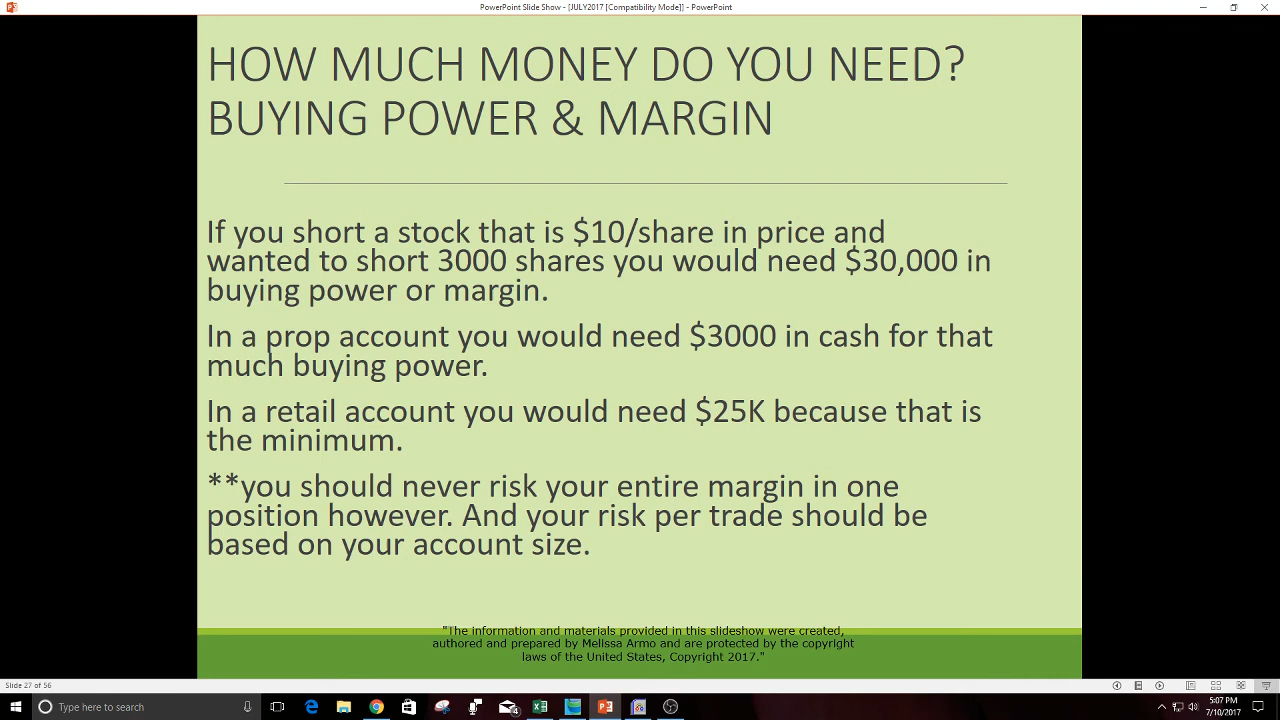 PowerPoint Slide Show - [JULY2017 [Compatibility Mode]] - PowerPoint
HOW MUCH MONEY DO YOU NEED?
BUYING POWER & MARGIN
If you short a stock that is $10/share in price and
wanted to short 3000 shares you would need $30,000 in
buying power or margin.
In a prop account you would need $3000 in cash for that
much buying power.
In a retail account you would need $25K because that is
the minimum.
**you should never risk your entire margin in one
position however. And your risk per trade should be
based on your account size.
"The information and materials provided in this slideshow were created,
authored and prepared by Melissa Armo and are protected by the copyright
laws of the United States, Copyright 2017."
Slide 27 of 56
Type here to search
4
5:07 PM
7/10/2017